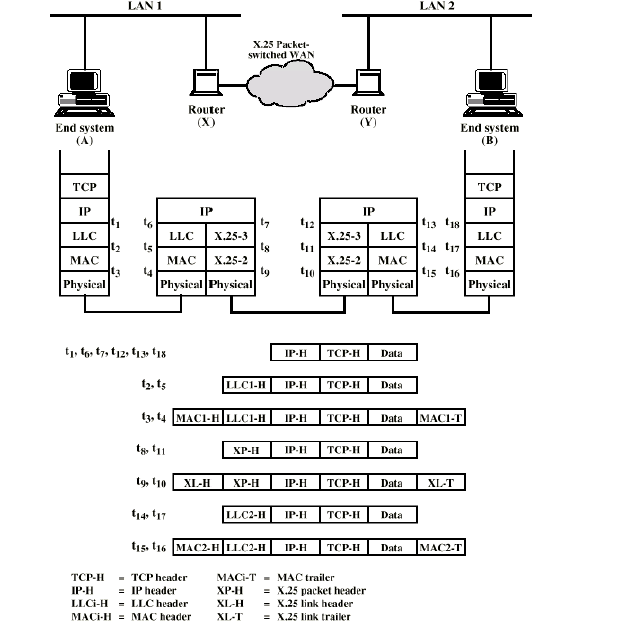 LAN 1
LAN 2
X.25 Packet-
switched WAN
End system
(A)
Router
(X)
Router
(Y)
End system
(B)
TCP
TCP
IP t1 t6 IP t7 t12 IP t13 t18 IP
LLC t2 t5 LLC X.25-3 t8 t11 X.25-3 LLC t14 t17 LLC
MAC t3 t4 MAC X.25-2 t9 t10 X.25-2 MAC t15 t16 MAC
Physical Physical Physical Physical Physical Physical
t1, t6, t7, t12, t13, t18 IP-H TCP-H Data
t2, t5 LLC1-H IP-H TCP-H Data
t3, t4 MAC1-H LLC1-H IP-H TCP-H Data MAC1-T
t8, t11 XP-H IP-H TCP-H Data
t9, t10 XL-H XP-H IP-H TCP-H Data XL-T
t14, t17 LLC2-H IP-H TCP-H Data
t15, t16 MAC2-H LLC2-H IP-H TCP-H Data MAC2-T
TCP-H = TCP header MACi-T = MAC trailer
IP-H = IP header XP-H = X.25 packet header
LLCi-H = LLC header XL-H = X.25 link header
MACi-H = MAC header XL-T = X.25 link trailer